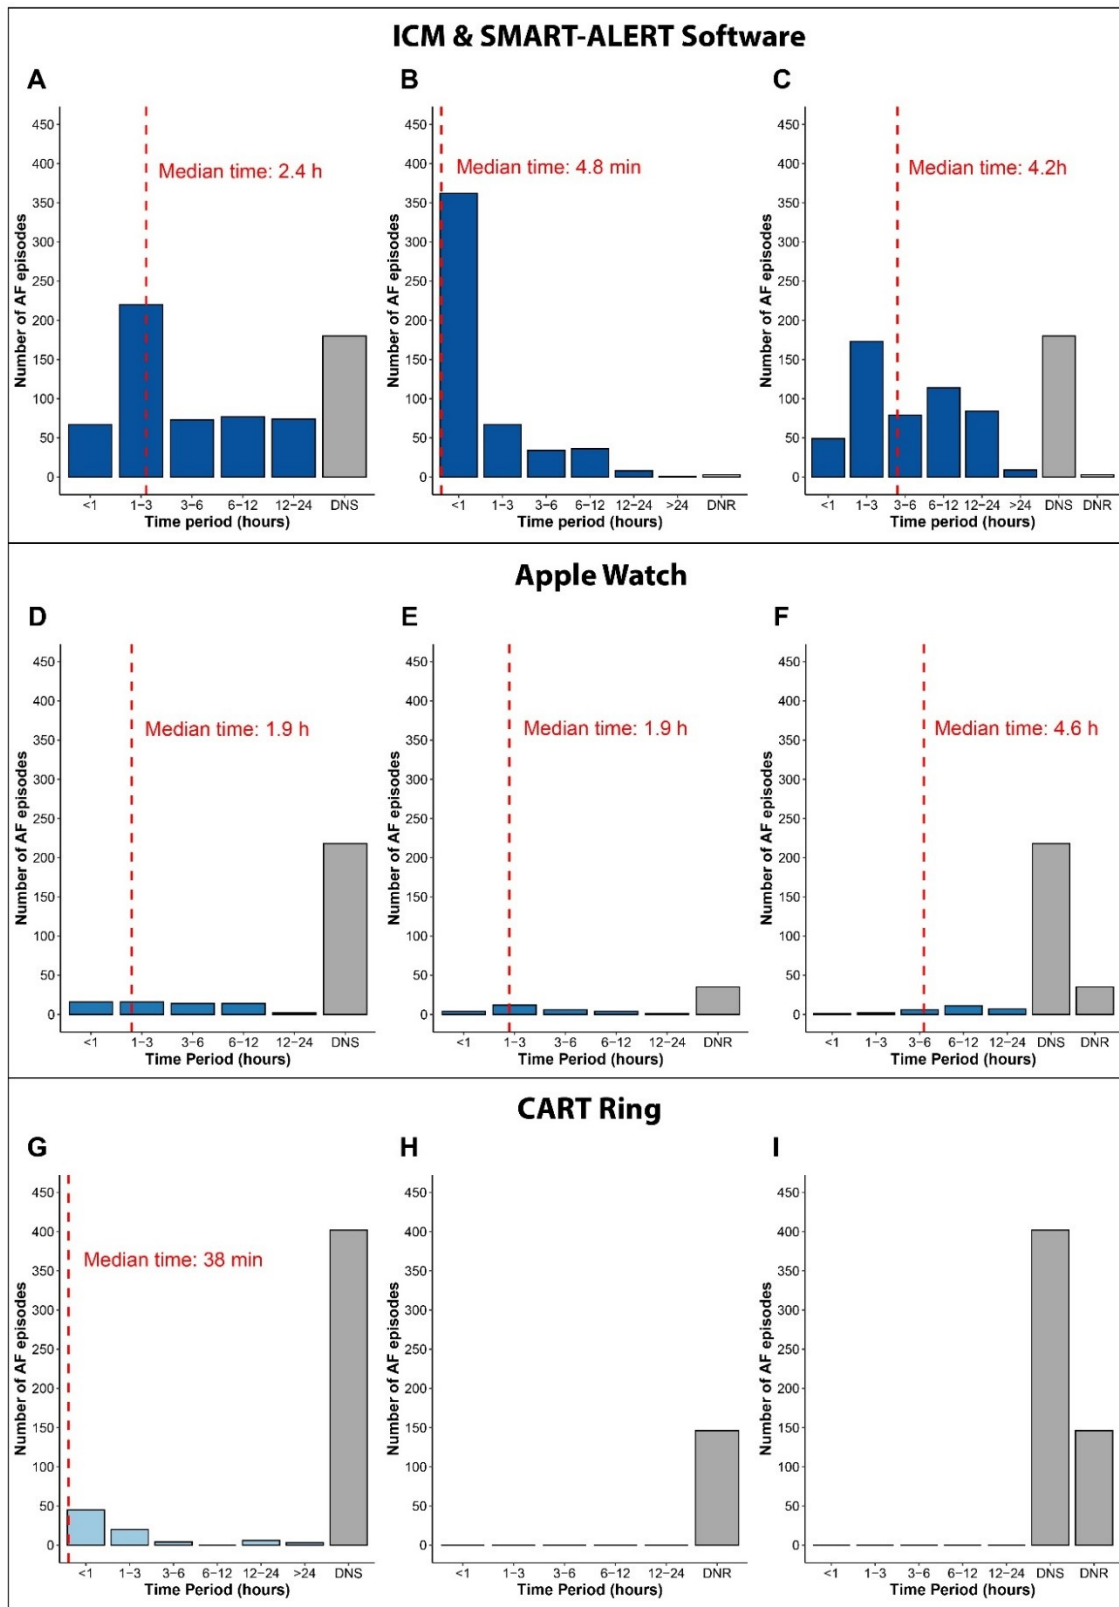 ICM & SMART-ALERT Software
A
Number of AF episodes
450
400
350
300
250
200
150
100
50
0
Median time: 2.4 h
<1 1−3 3−6 6−12 12−24 DNS
Time period (hours)
B
Number of AF episodes
450
400
350
300
250
200
150
100
50
0
Median time: 4.8 min
<1 1−3 3−6 6−12 12−24 >24 DNR
Time period (hours)
C
Number of AF episodes
450
400
350
300
250
200
150
100
50
0
Median time: 4.2h
<1 1−3 3−6 6−12 12−24 >24 DNS DNR
Time period (hours)
Apple Watch
D
Number of AF episodes
450
400
350
300
250
200
150
100
50
0
Median time: 1.9 h
<1 1−3 3−6 6−12 12−24 DNS
Time Period (hours)
E
Number of AF episodes
450
400
350
300
250
200
150
100
50
0
Median time: 1.9 h
<1 1−3 3−6 6−12 12−24 DNR
Time Period (hours)
F
Number of AF episodes
450
400
350
300
250
200
150
100
50
0
Median time: 4.6 h
<1 1−3 3−6 6−12 12−24 DNS DNR
Time Period (hours)
CART Ring
G
Number of AF episodes
450
400
350
300
250
200
150
100
50
0
Median time: 38 min
<1 1−3 3−6 6−12 12−24 >24 DNS
Time Period (hours)
H
Number of AF episodes
450
400
350
300
250
200
150
100
50
0
<1 1−3 3−6 6−12 12−24 DNR
Time Period (hours)
I
Number of AF episodes
450
400
350
300
250
200
150
100
50
0
<1 1−3 3−6 6−12 12−24 DNS DNR
Time Period (hours)